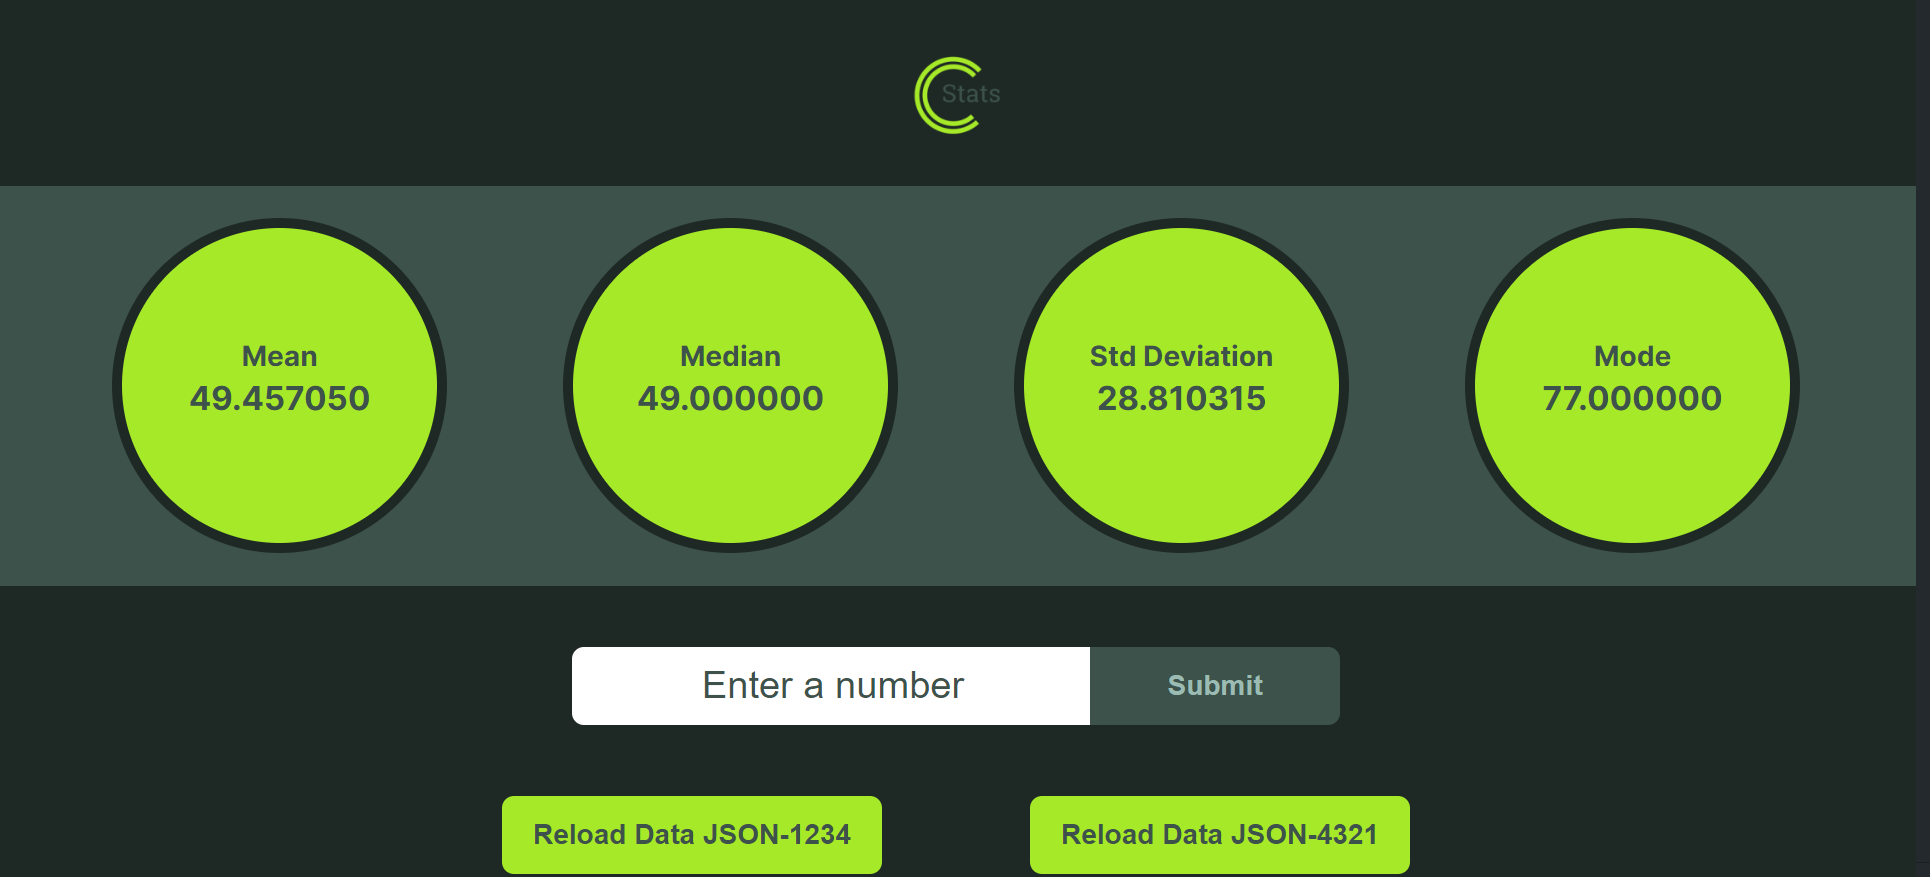 Stats
Mean
49.457050
Median
49.000000
Std Deviation
28.810315
Mode
77.000000
Enter a number
Submit
Reload Data JSON-1234
Reload Data JSON-4321